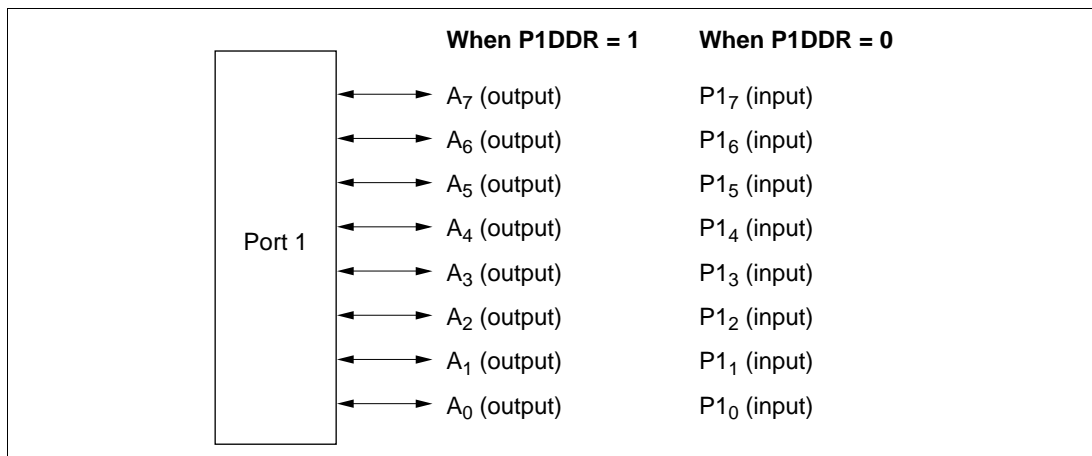 When P1DDR = 1 When P1DDR = 0
A7 (output) P17 (input)
A6 (output) P16 (input)
A5 (output) P15 (input)
A4 (output) P14 (input)
Port 1
A3 (output) P13 (input)
A2 (output) P12 (input)
A1 (output) P11 (input)
A0 (output) P10 (input)